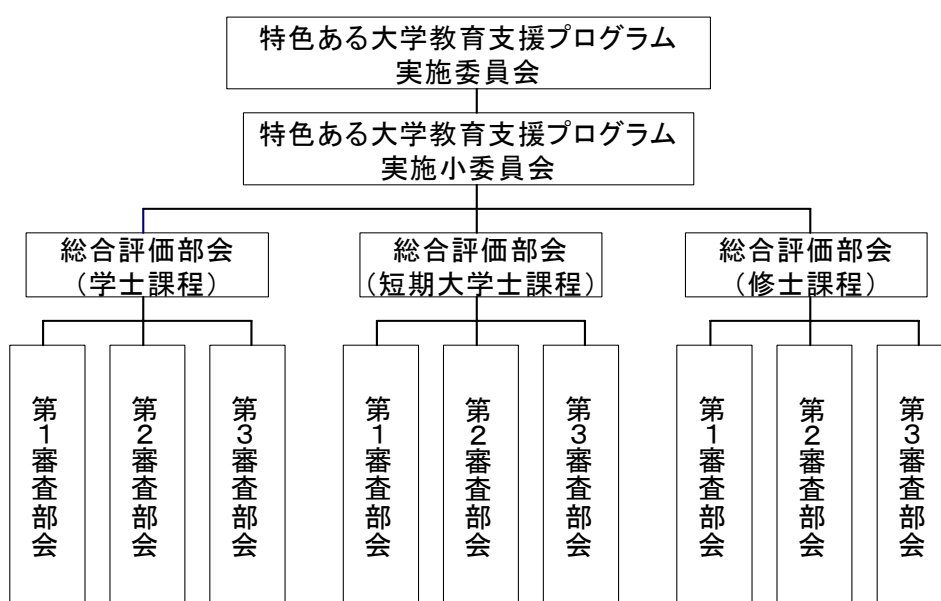 特色ある大学教育支援プログラム
実施委員会
特色ある大学教育支援プログラム
実施小委員会
総合評価部会
（学士課程）
総合評価部会
（短期大学士課程）
総合評価部会
（修士課程）
第１審査部会
第２審査部会
第３審査部会
第１審査部会
第２審査部会
第３審査部会
第１審査部会
第２審査部会
第３審査部会